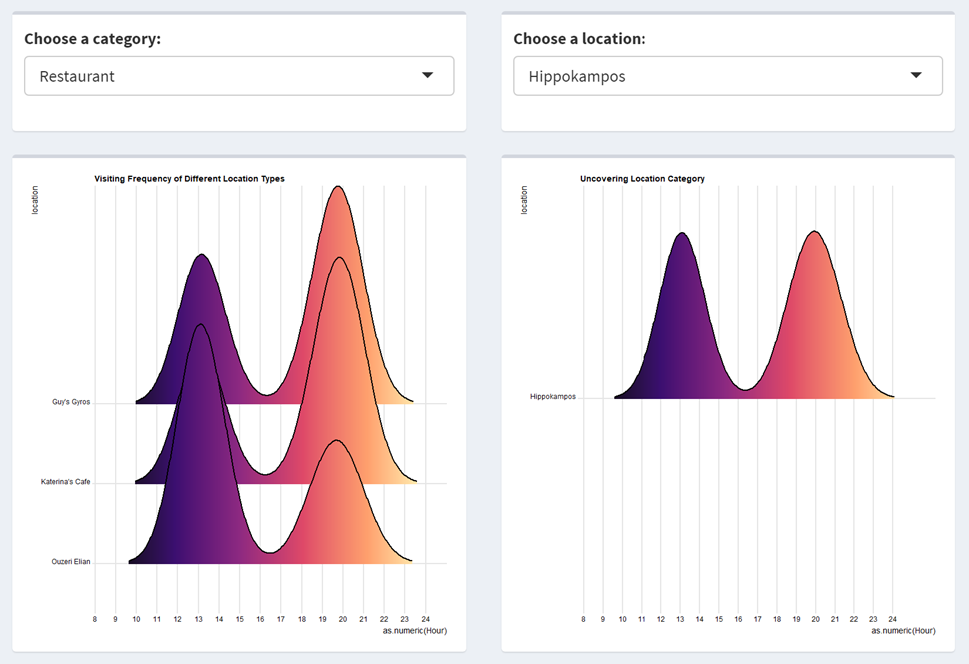 Choose a category:
Restaurant
Choose a location:
Hippokampos
Visiting Frequency of Different Location Types
location
Guy's Gyros
Katerina's Cafe
Ouzeri Elian
8 9 10 11 12 13 14 15 16 17 18 19 20 21 22 23 24
as.numeric(Hour)
Uncovering Location Category
location
Hippokampos
8 9 10 11 12 13 14 15 16 17 18 19 20 21 22 23 24
as.numeric(Hour)